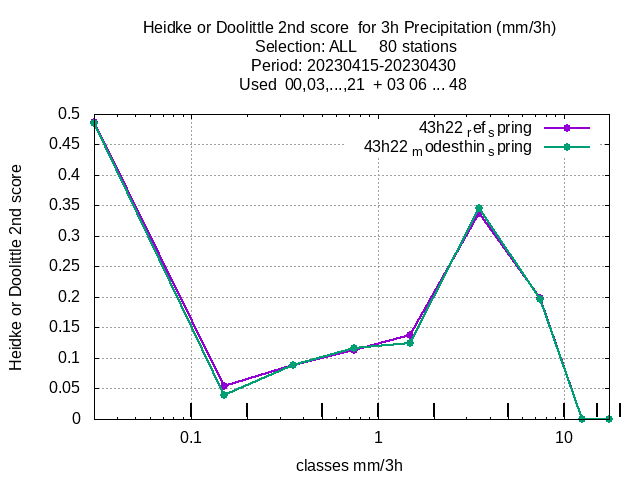 Heidke or Doolittle 2nd score  for 3h Precipitation (mm/3h)
Selection: ALL     80 stations
Period: 20230415-20230430
Used  00,03,...,21  + 03 06 ... 48
43h22 ref spring
43h22 modesthin spring
0.5
0.45
0.4
0.35
0.3
0.25
0.2
0.15
0.1
0.05
0
Heidke or Doolittle 2nd score
0.1
1
10
classes mm/3h